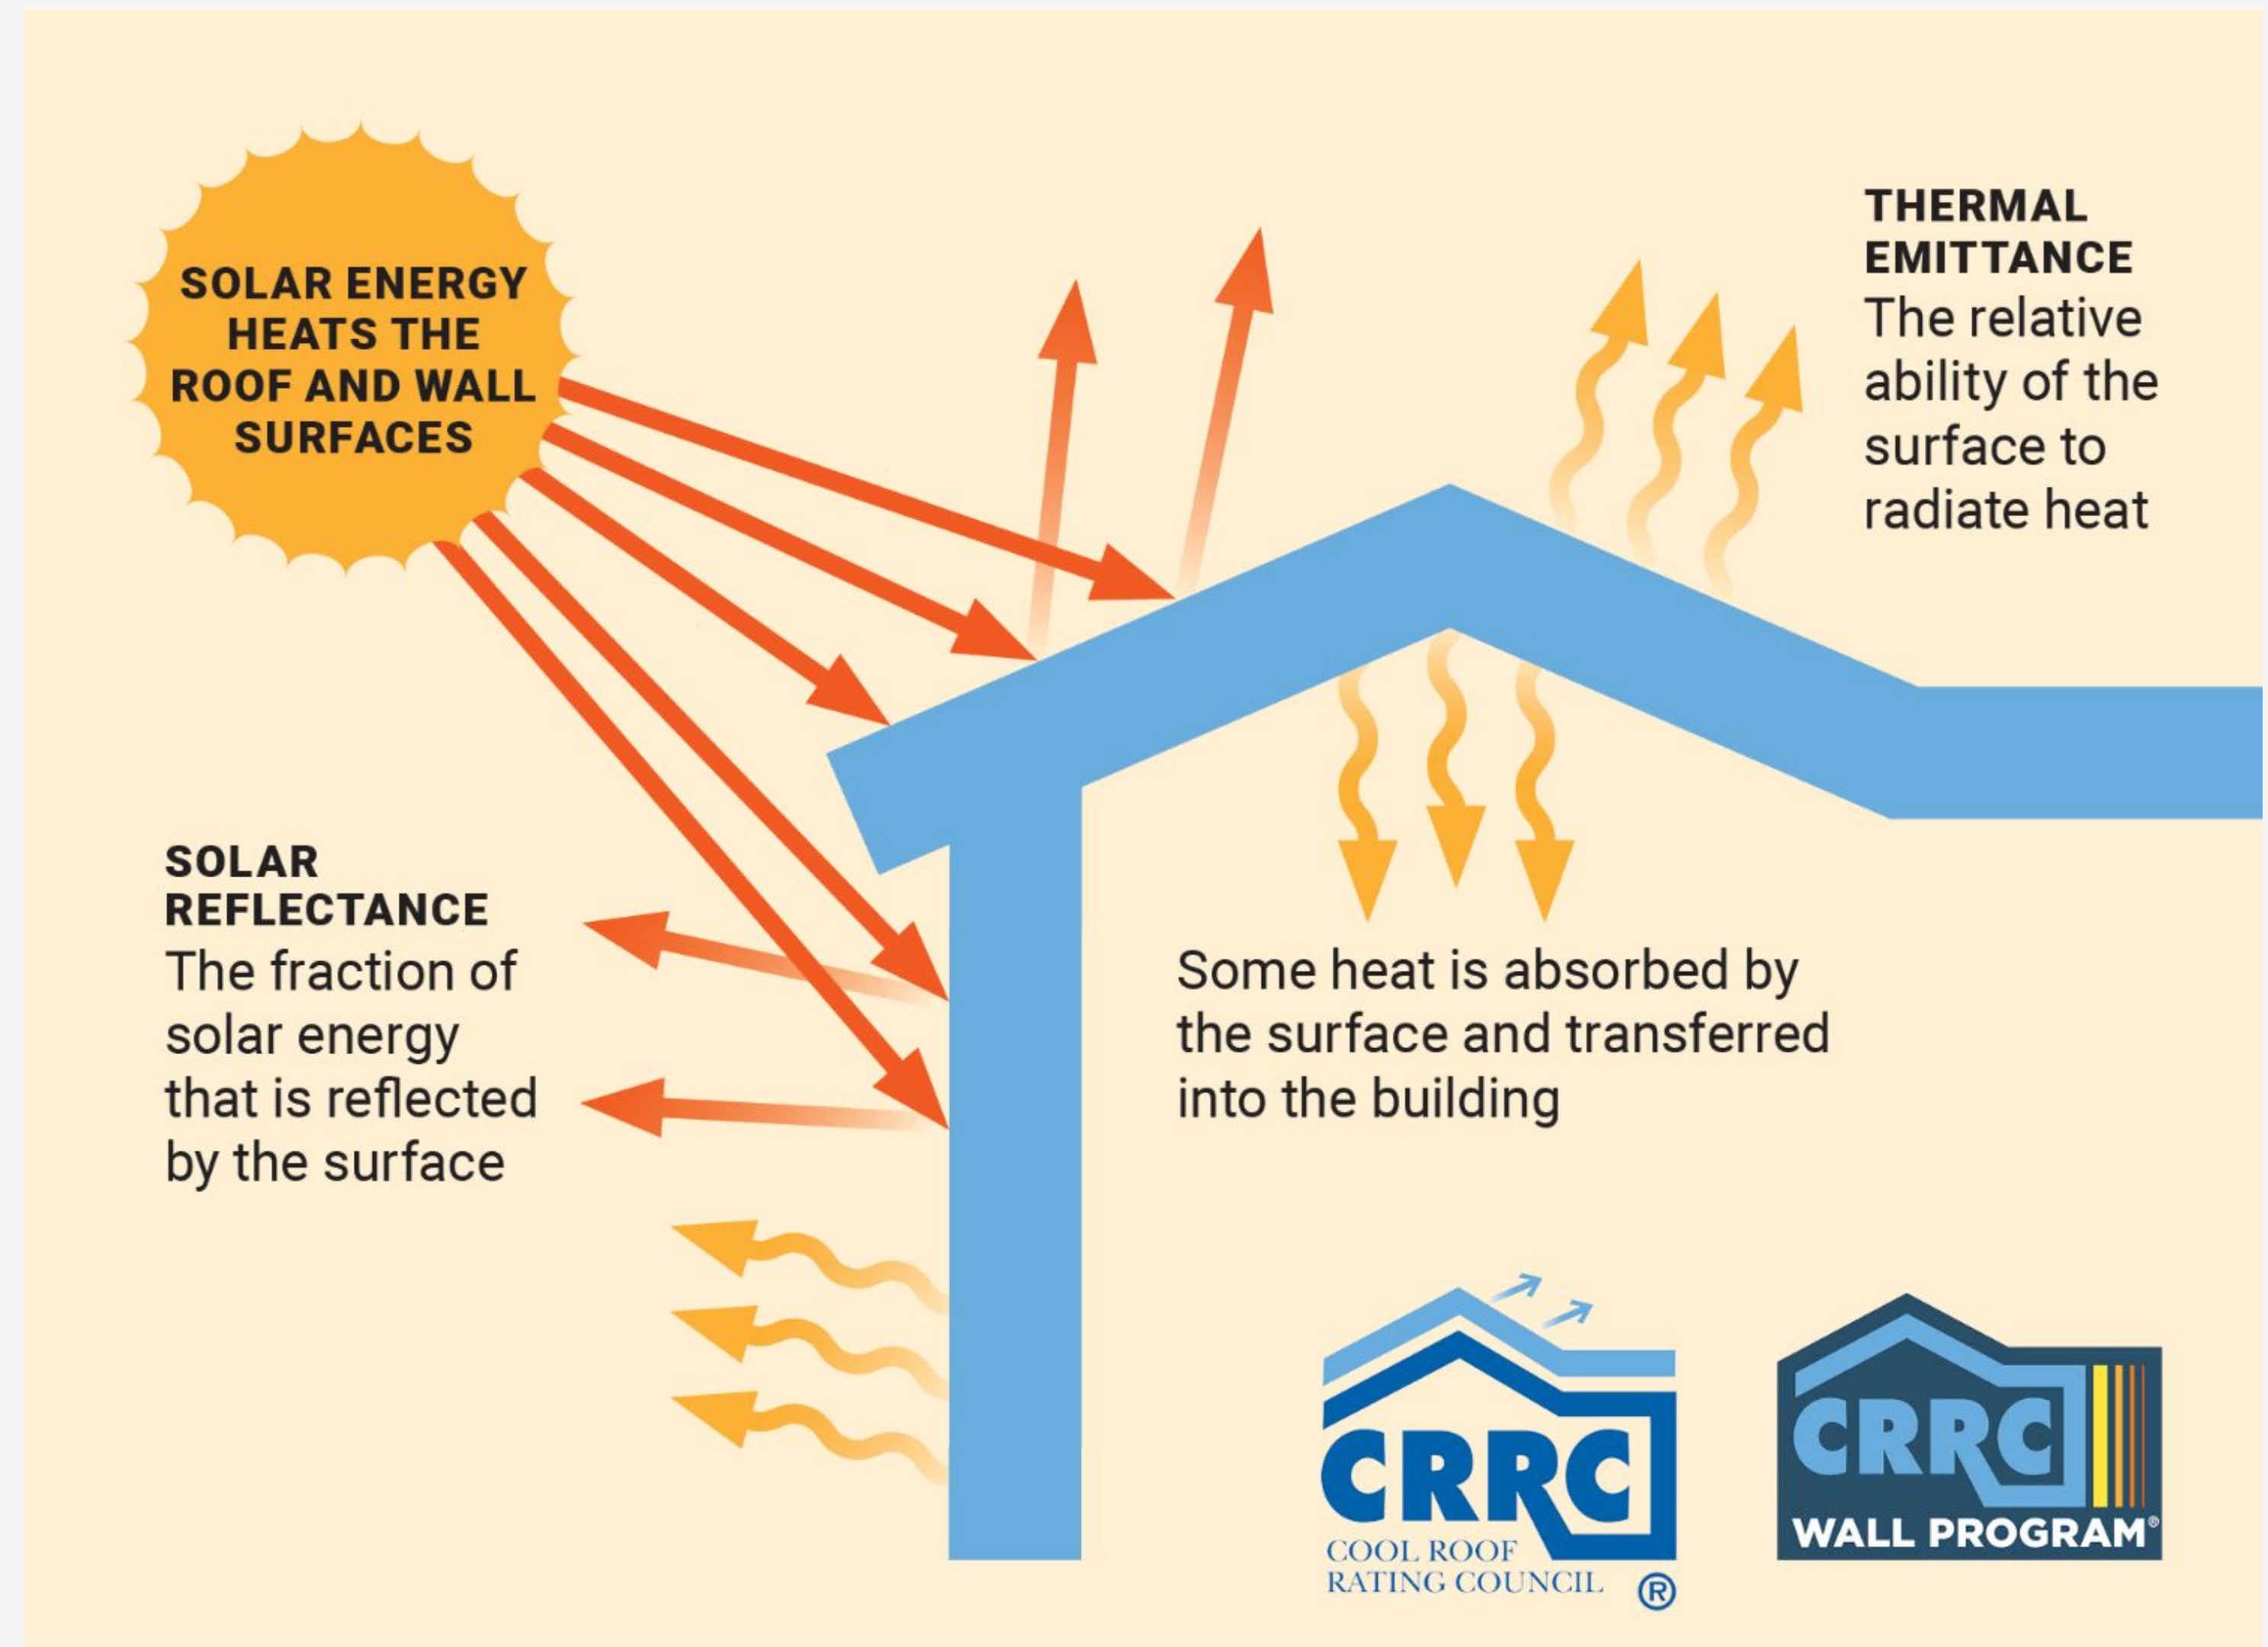 SOLAR ENERGY
HEATS THE
ROOF AND WALL
SURFACES
THERMAL
EMITTANCE
The relative
ability of the
surface to
radiate heat
SOLAR
REFLECTANCE
The fraction of
solar energy
that is reflected
by the surface
Some heat is absorbed by
the surface and transferred
into the building
CRRC
COOL ROOF
RATING COUNCIL ®
CRRC
WALL PROGRAM®